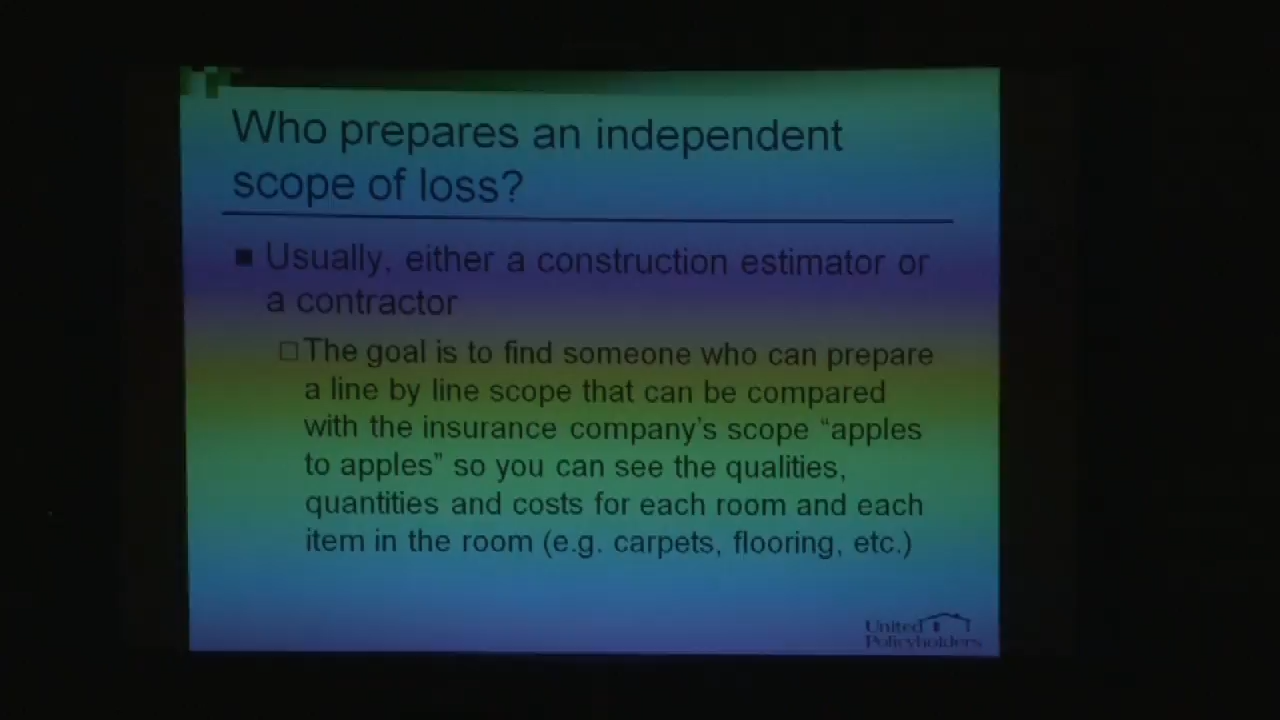 Who prepares an independent
scope of loss?
Usually, either a construction estimator or
a contractor
The goal is to find someone who can prepare
a line by line scope that can be compared
with the insurance company's scope “apples
to apples” so you can see the qualities,
quantities and costs for each room and each
item in the room (e.g. carpets, flooring, etc.)
United
Policyholders